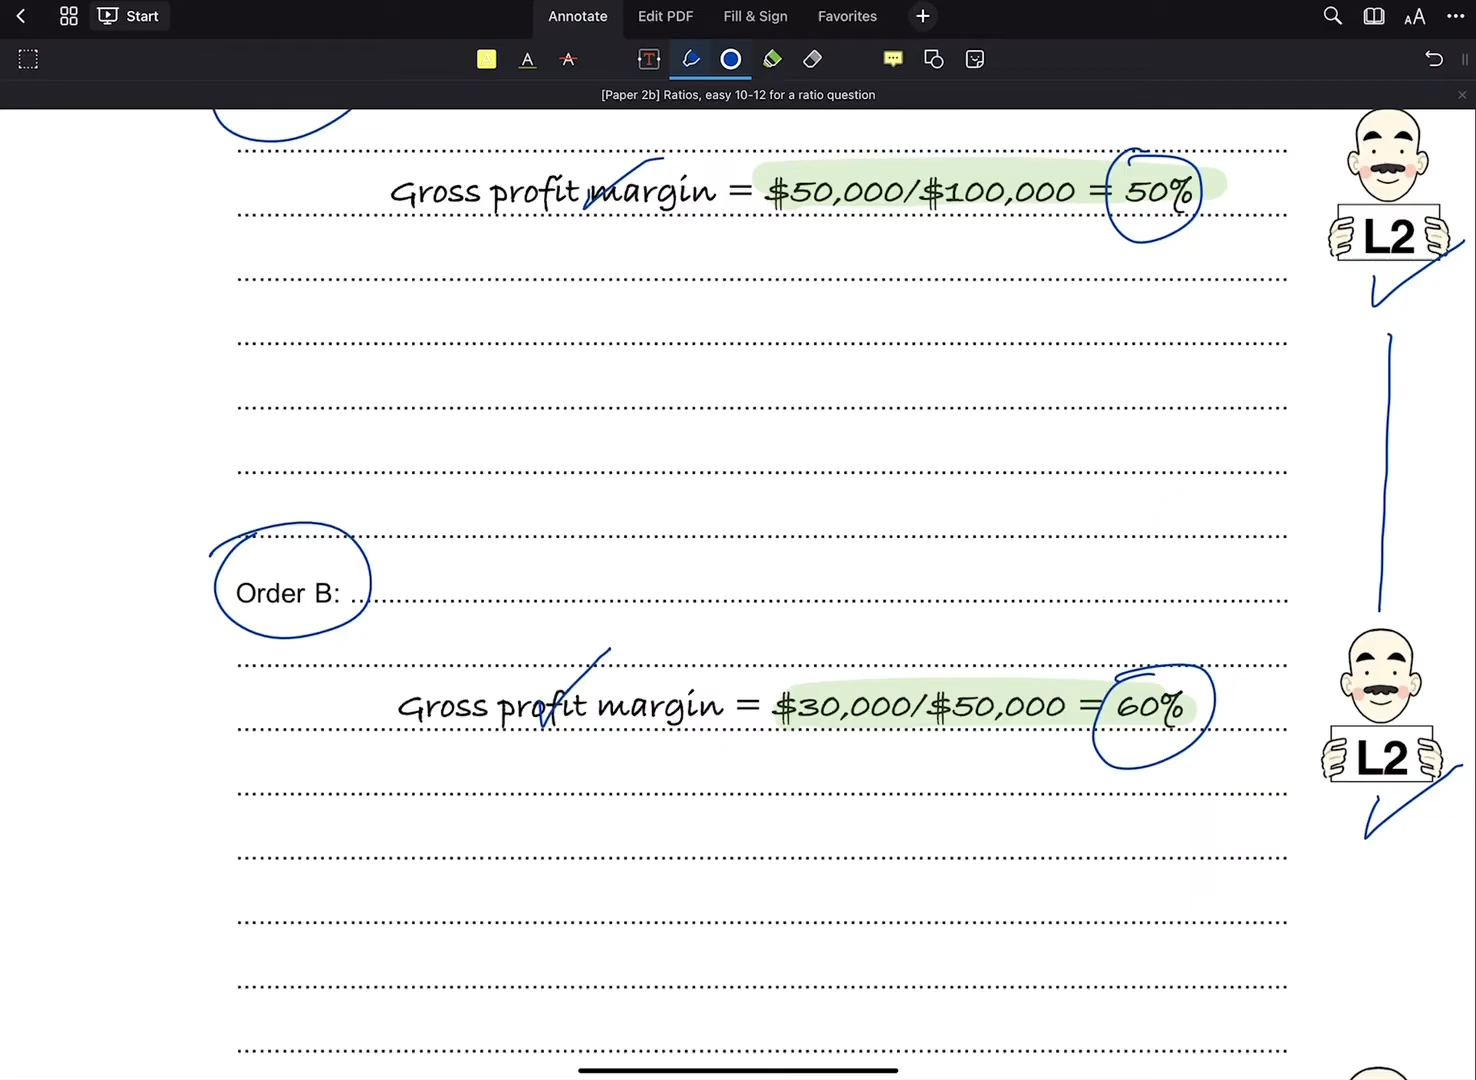 Start
Annotate
Edit PDF
Fill & Sign
Favorites
[Paper 2b] Ratios, easy 10-12 for a ratio question
Gross profit margin = $50,000/$100,000 = 50%
L2
Order B:
Gross profit margin = $30,000/$50,000 = 60%
L2